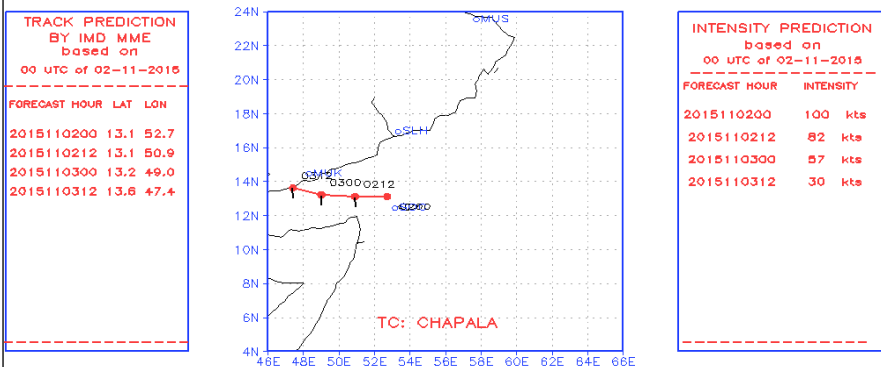 TRACK PREDICTION
BY IMD MME
based on
00 UTC of 02-11-2015
FORECAST HOUR LAT LON
2015110200 13.1 52.7
2015110212 13.1 50.9
2015110300 13.2 49.0
2015110312 13.6 47.4
24N
22N
20N
18N
16N
14N
12N
10N
8N
6N
4N
46E 48E 50E 52E 54E 56E 58E 60E 62E 64E 66E
MUS
SLH
0312
0300
0212
TC: CHAPALA
INTENSITY PREDICTION
based on
00 UTC of 02-11-2015
FORECAST HOUR INTENSITY
2015110200 100 kts
2015110212 82 kts
2015110300 57 kts
2015110312 30 kts